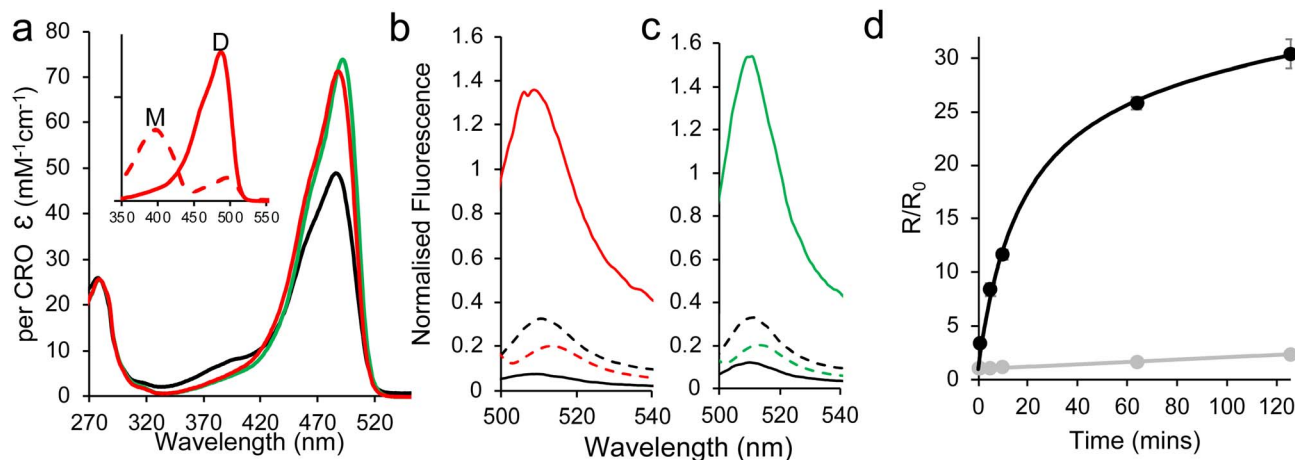 a
per CRO ε (mM⁻¹cm⁻¹)
80
70
60
50
40
30
20
10
0
270 320 370 420 470 520
Wavelength (nm)
M
D
350 400 450 500 550
b
Normalised Fluorescence
1.6
1.4
1.2
1
0.8
0.6
0.4
0.2
0
500 520 540
c
1.6
1.4
1.2
1
0.8
0.6
0.4
0.2
0
500 520 540
Wavelength (nm)
d
R/R₀
35
30
25
20
15
10
5
0
0 20 40 60 80 100 120
Time (mins)